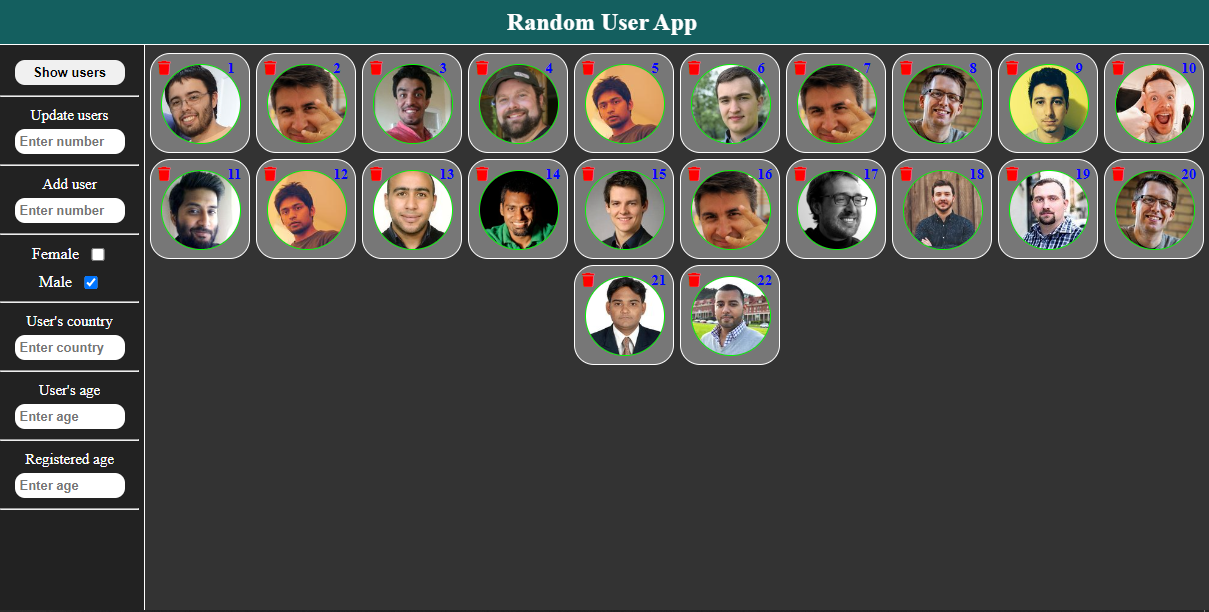 Random User App
Show users
Update users
Enter number
Add user
Enter number
Female
Male
User's country
Enter country
User's age
Enter age
Registered age
Enter age
1 2 3 4 5 6 7 8 9 10
11 12 13 14 15 16 17 18 19 20
21 22